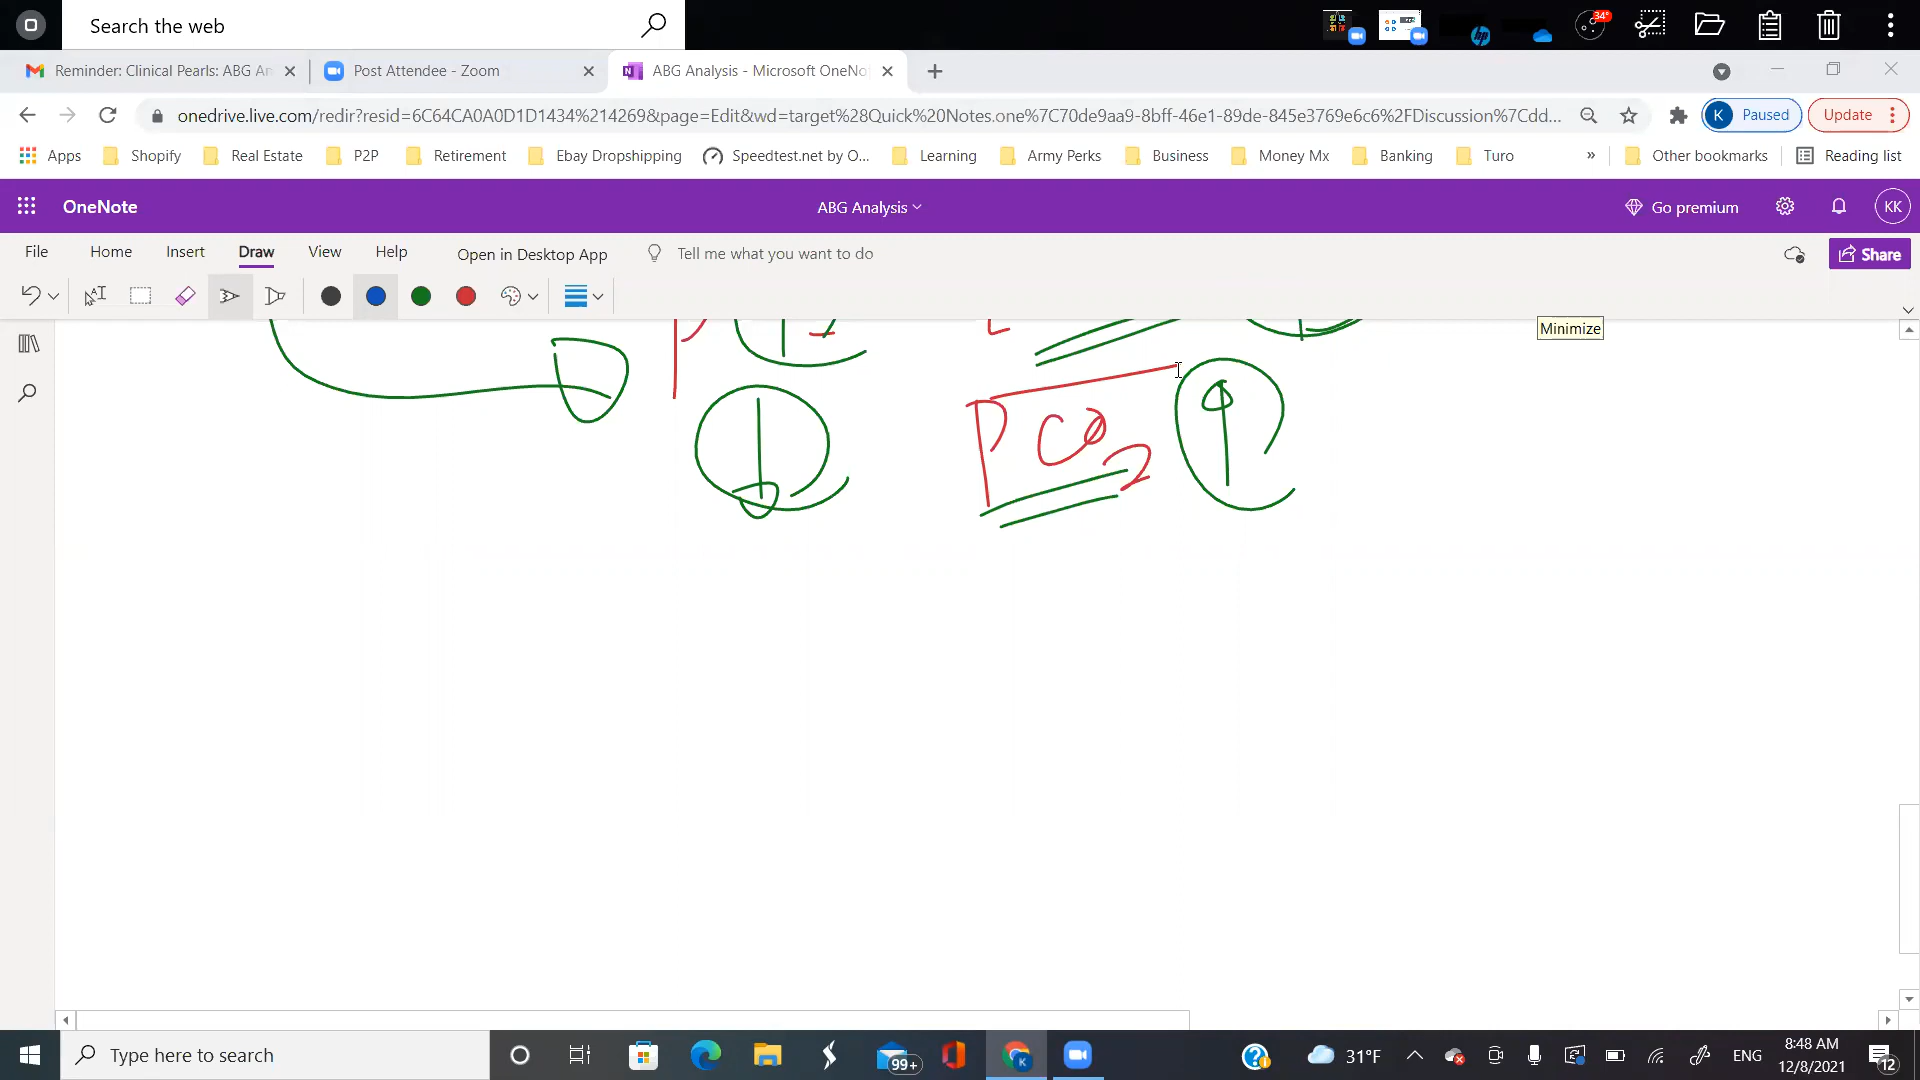 Search the web
34°
Reminder: Clinical Pearls: ABG An
Post Attendee - Zoom
ABG Analysis - Microsoft OneNo
onedrive.live.com/redir?resid=6C64CA0A0D1D1434%214269&page=Edit&wd=target%28Quick%20Notes.one%7C70de9aa9-8bff-46e1-89de-845e3769e6c6%2FDiscussion%7Cdd...
K Paused
Update
Apps
Shopify
Real Estate
P2P
Retirement
Ebay Dropshipping
Speedtest.net by O...
Learning
Army Perks
Business
Money Mx
Banking
Turo
»
Other bookmarks
Reading list
OneNote
ABG Analysis
Go premium
KK
File
Home
Insert
Draw
View
Help
Open in Desktop App
Tell me what you want to do
Share
Minimize
PCO2
Type here to search
99+
31°F
ENG
8:48 AM
12/8/2021
12